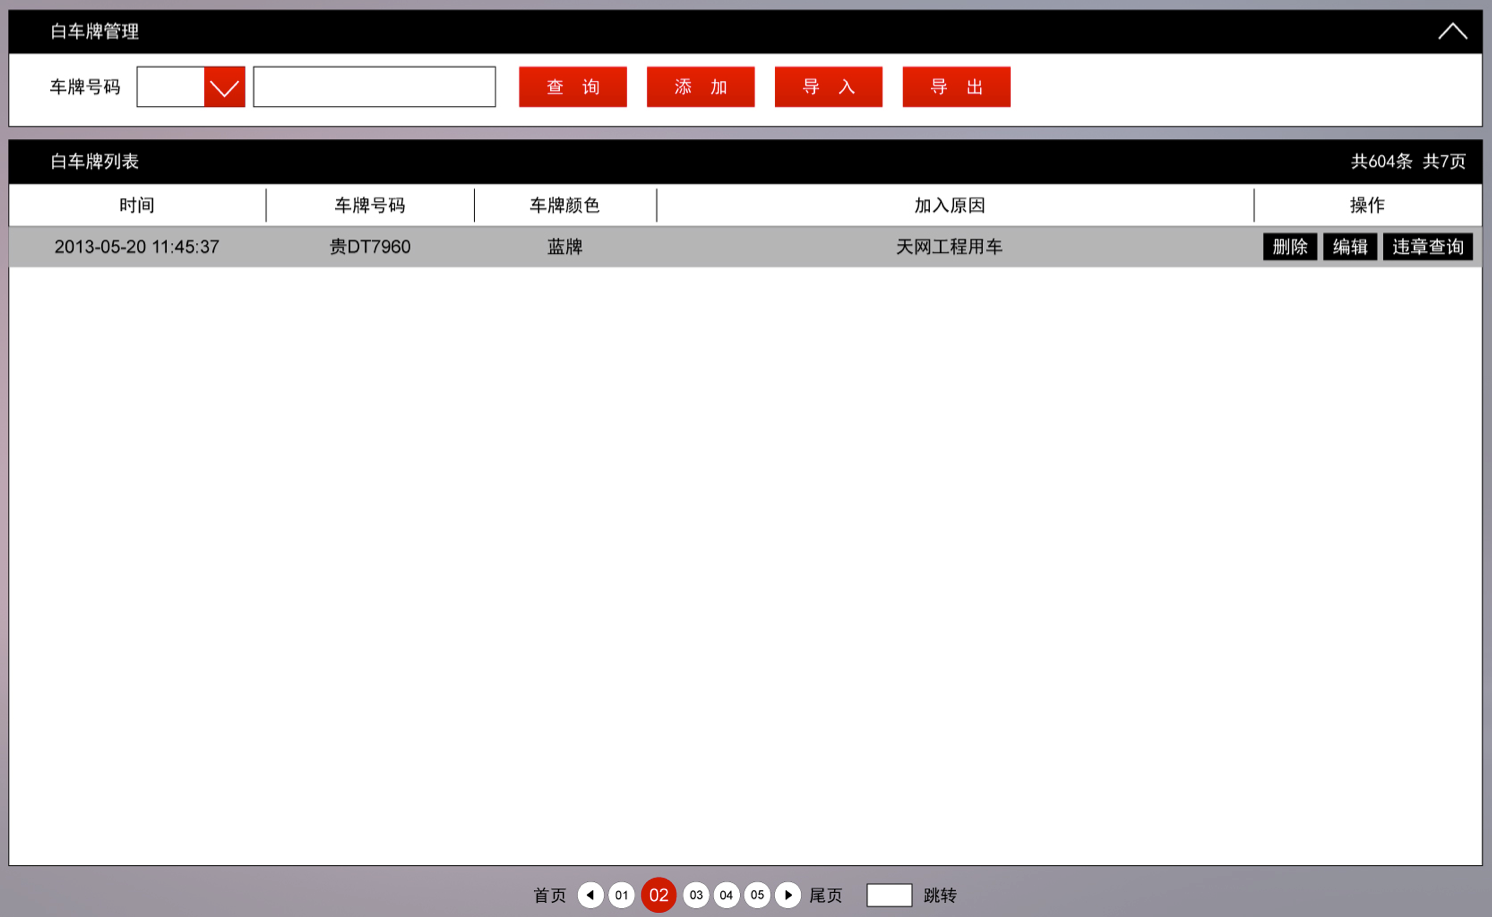 白车牌管理
车牌号码 查 询 添 加 导 入 导 出
白车牌列表 共604条 共7页
时间 车牌号码 车牌颜色 加入原因 操作
2013-05-20 11:45:37 贵DT7960 蓝牌 天网工程用车 删除 编辑 违章查询
首页 01 02 03 04 05 尾页 跳转